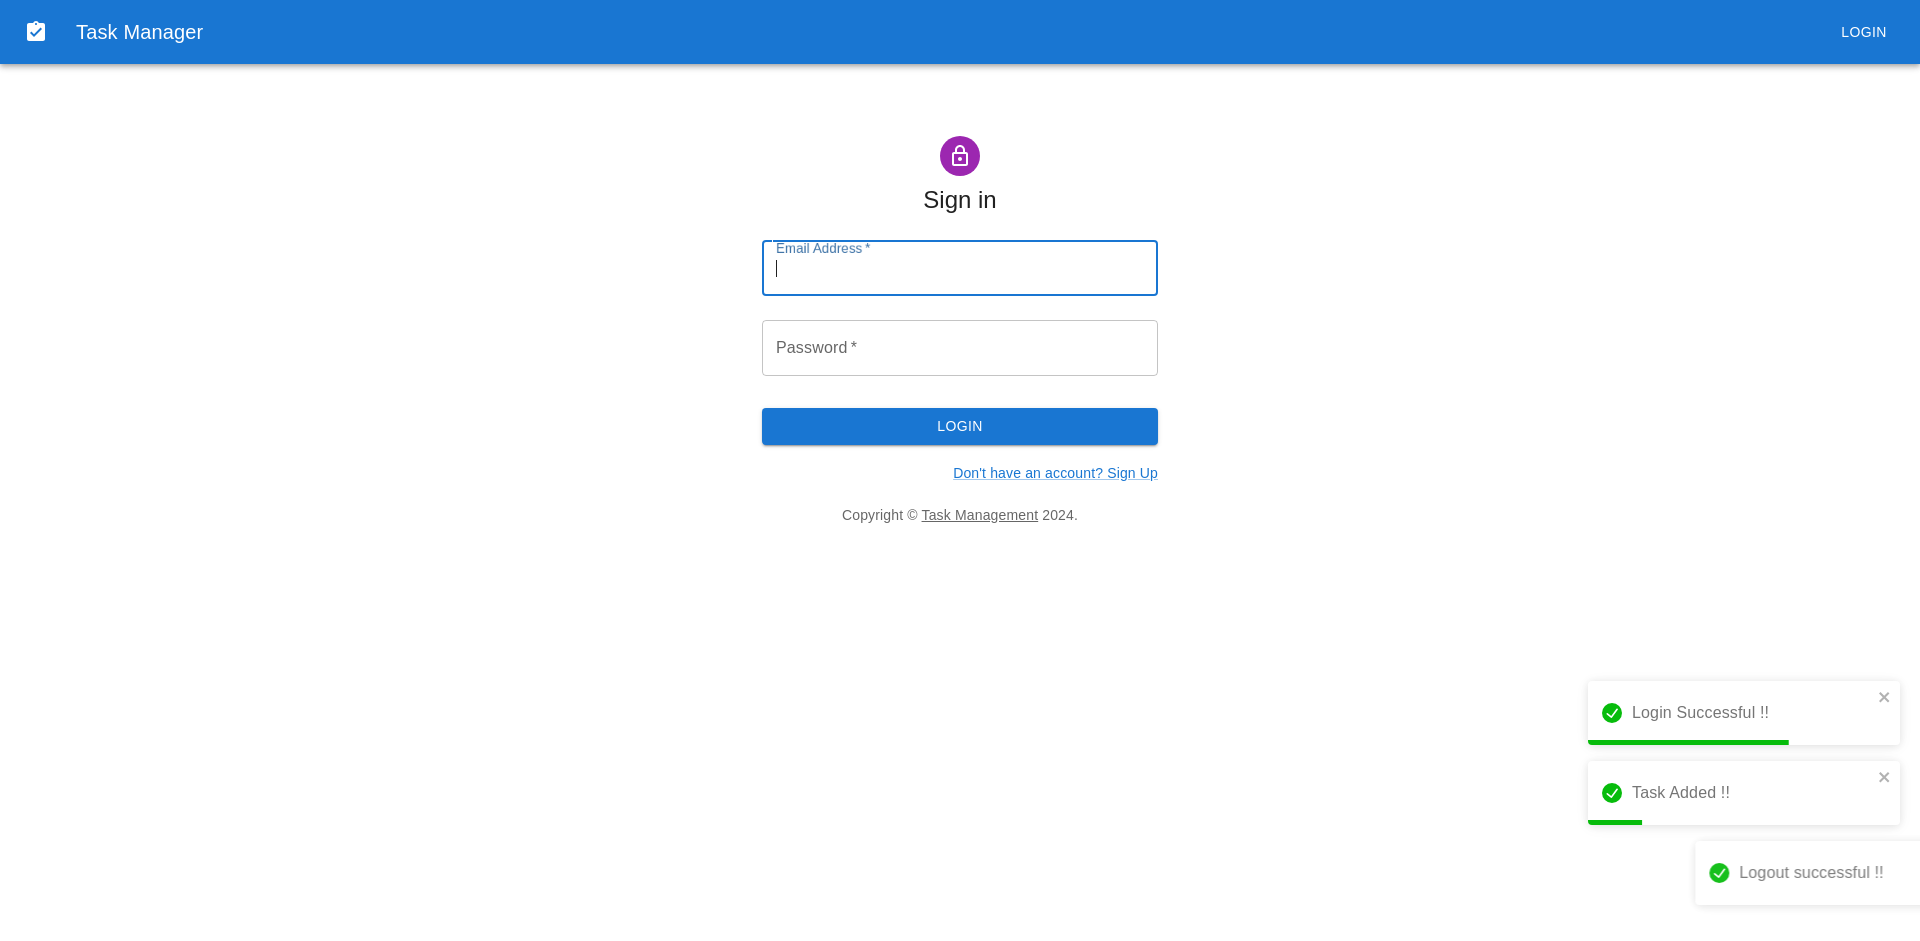 Task Manager
LOGIN
Sign in
Email Address *
Password *
LOGIN
Don't have an account? Sign Up
Copyright © Task Management 2024.
Login Successful !!
Task Added !!
Logout successful !!